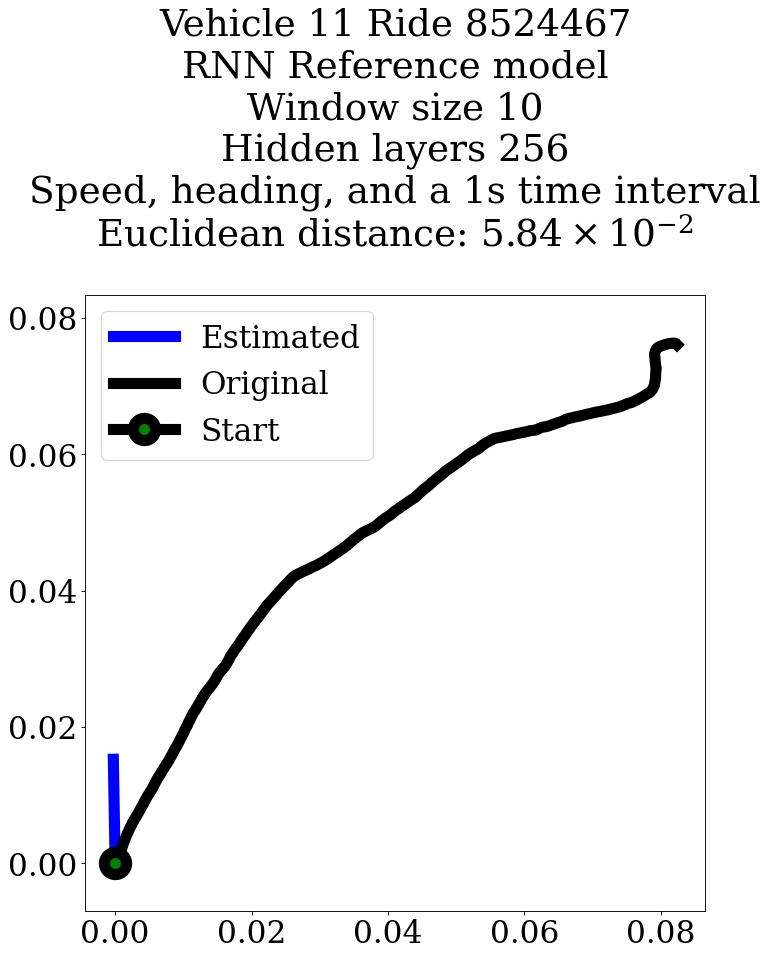 Vehicle 11 Ride 8524467
RNN Reference model
Window size 10
Hidden layers 256
Speed, heading, and a 1s time interval
Euclidean distance: 5.84 × 10⁻²
Estimated
Original
Start
0.08
0.06
0.04
0.02
0.00
0.00 0.02 0.04 0.06 0.08